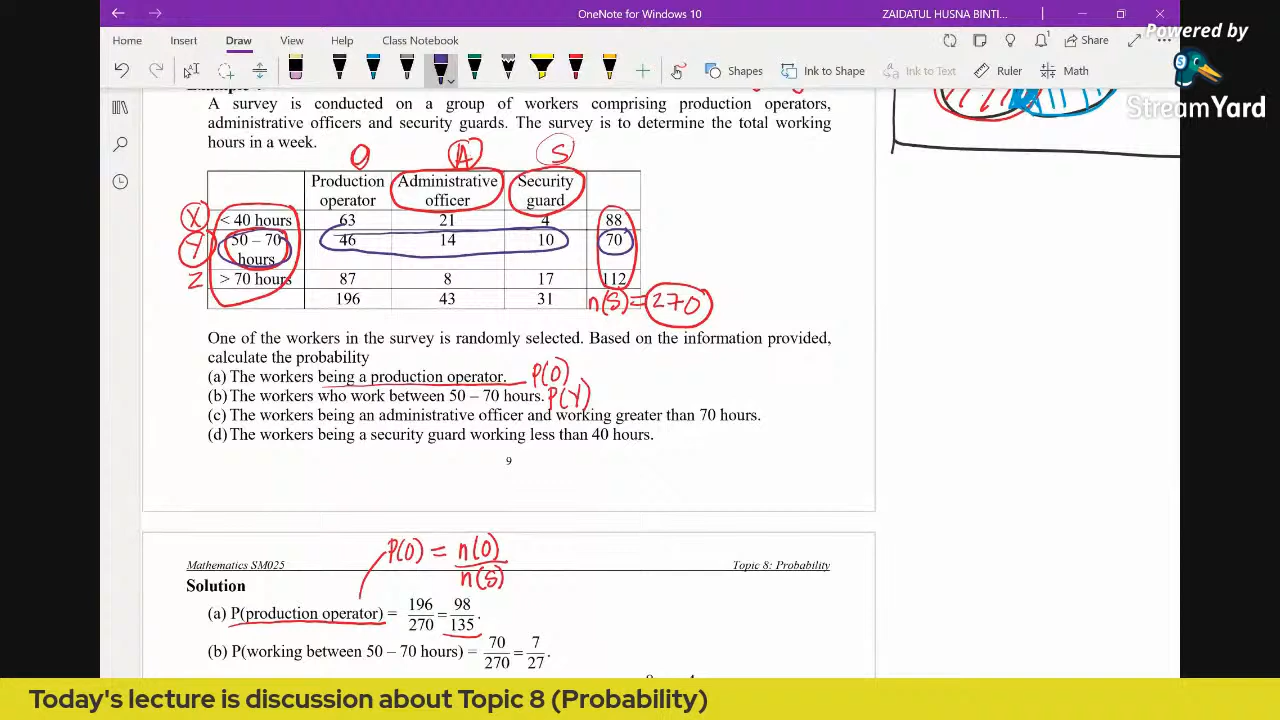 OneNote for Windows 10
ZAIDATUL HUSNA BINTI...
Powered by
StreamYard
Home Insert Draw View Help Class Notebook
Share
Shapes Ink to Shape Ink to Text Ruler Math
A survey is conducted on a group of workers comprising production operators,
administrative officers and security guards. The survey is to determine the total working
hours in a week.
O A S
Production operator Administrative officer Security guard
X < 40 hours 63 21 4 88
Y 50 – 70 hours 46 14 10 70
Z > 70 hours 87 8 17 112
196 43 31 n(S) = 270
One of the workers in the survey is randomly selected. Based on the information provided,
calculate the probability
(a) The workers being a production operator. P(O)
(b) The workers who work between 50 – 70 hours. P(Y)
(c) The workers being an administrative officer and working greater than 70 hours.
(d) The workers being a security guard working less than 40 hours.
9
P(O) = n(O)/n(S)
Mathematics SM025 Topic 8: Probability
Solution
(a) P(production operator) = 196/270 = 98/135.
(b) P(working between 50 – 70 hours) = 70/270 = 7/27.
Today's lecture is discussion about Topic 8 (Probability)